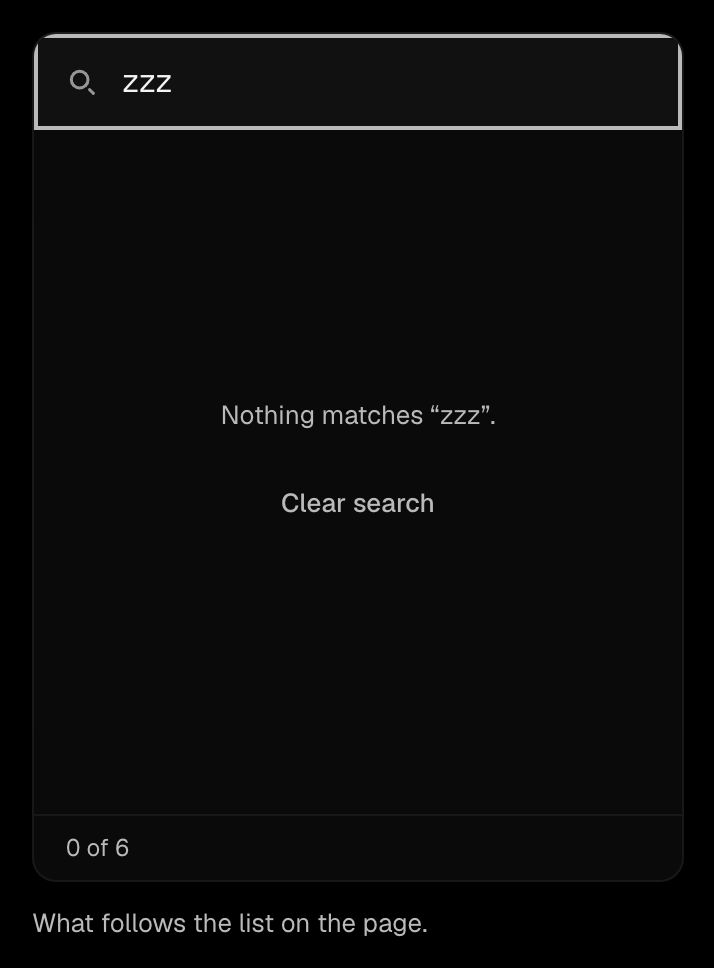 zzz
Nothing matches “zzz”.
Clear search
0 of 6
What follows the list on the page.